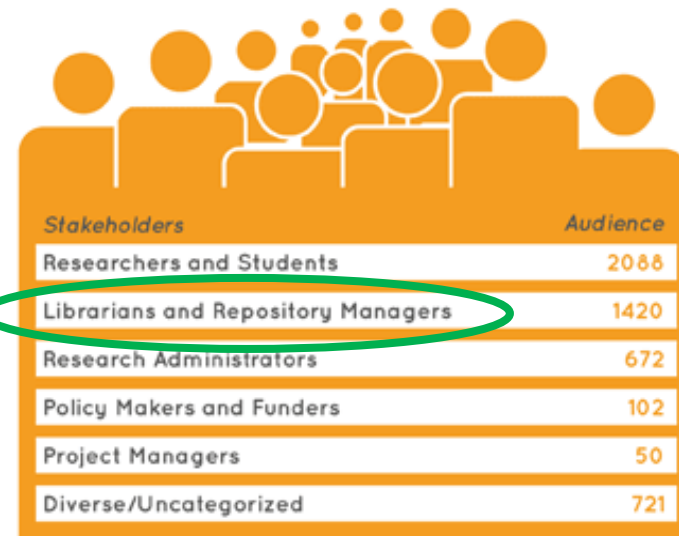 Stakeholders Audience
Researchers and Students 2088
Librarians and Repository Managers 1420
Research Administrators 672
Policy Makers and Funders 102
Project Managers 50
Diverse/Uncategorized 721